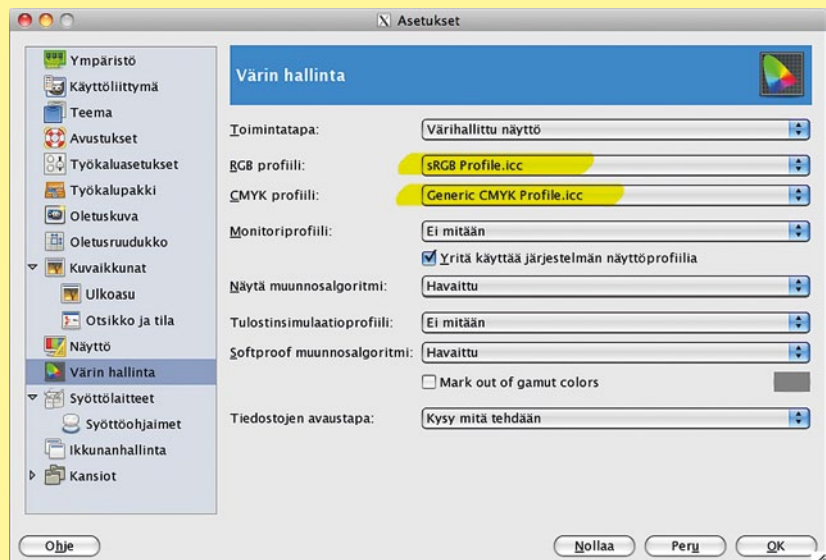 X Asetukset
Ympäristö
Käyttöliittymä
Teema
Avustukset
Työkaluasetukset
Työkalupakki
Oletuskuva
Oletusruudukko
Kuvaikkunat
Ulkoasu
Otsikko ja tila
Näyttö
Värin hallinta
Syöttölaitteet
Syöttöohjaimet
Ikkunanhallinta
Kansiot
Värin hallinta
Toimintatapa: Värihallittu näyttö
RGB profiili: sRGB Profile.icc
CMYK profiili: Generic CMYK Profile.icc
Monitoriprofiili: Ei mitään
Yritä käyttää järjestelmän näyttöprofiilia
Näytä muunnosalgoritmi: Havaittu
Tulostinsimulaatioprofiili: Ei mitään
Softproof muunnosalgoritmi: Havaittu
Mark out of gamut colors
Tiedostojen avaustapa: Kysy mitä tehdään
Ohje Nollaa Peru OK